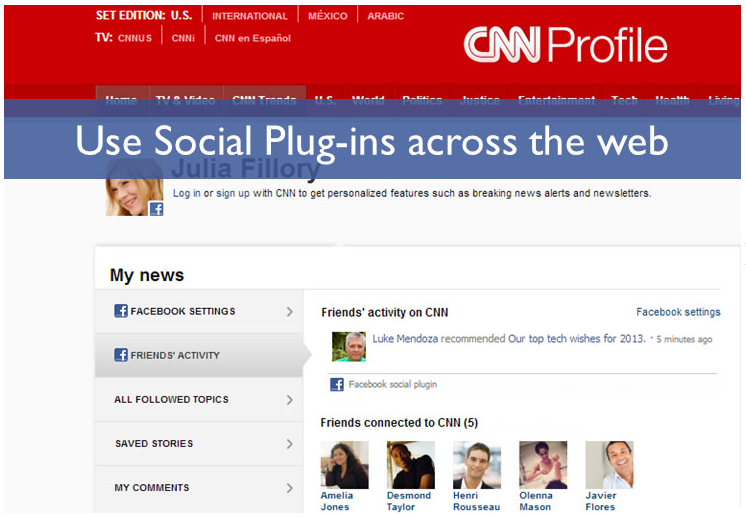 SET EDITION: U.S. INTERNATIONAL MÉXICO ARABIC
TV: CNNUS CNNi CNN en Español
CNN Profile
Home TV & Video CNN Trends U.S. World Politics Justice Entertainment Tech Health Living
Use Social Plug-ins across the web
Julia Fillory
Log in or sign up with CNN to get personalized features such as breaking news alerts and newsletters.
My news
FACEBOOK SETTINGS
FRIENDS' ACTIVITY
ALL FOLLOWED TOPICS
SAVED STORIES
MY COMMENTS
Friends' activity on CNN Facebook settings
Luke Mendoza recommended Our top tech wishes for 2013. · 5 minutes ago
Facebook social plugin
Friends connected to CNN (5)
Amelia Jones
Desmond Taylor
Henri Rousseau
Olenna Mason
Javier Flores